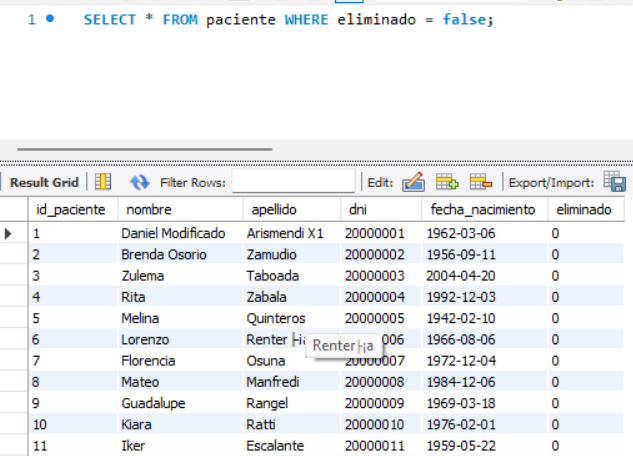 1 SELECT * FROM paciente WHERE eliminado = false;
Result Grid Filter Rows: Edit: Export/Import:
id_paciente nombre apellido dni fecha_nacimiento eliminado
1 Daniel Modificado Arismendi X1 20000001 1962-03-06 0
2 Brenda Osorio Zamudio 20000002 1956-09-11 0
3 Zulema Taboada 20000003 2004-04-20 0
4 Rita Zabala 20000004 1992-12-03 0
5 Melina Quinteros 20000005 1942-02-10 0
6 Lorenzo Renter├¡a 006 1966-08-06 0
Renter├¡a
7 Florencia Osuna 20000007 1972-12-04 0
8 Mateo Manfredi 20000008 1984-12-06 0
9 Guadalupe Rangel 20000009 1969-03-18 0
10 Kiara Ratti 20000010 1976-02-01 0
11 Iker Escalante 20000011 1959-05-22 0